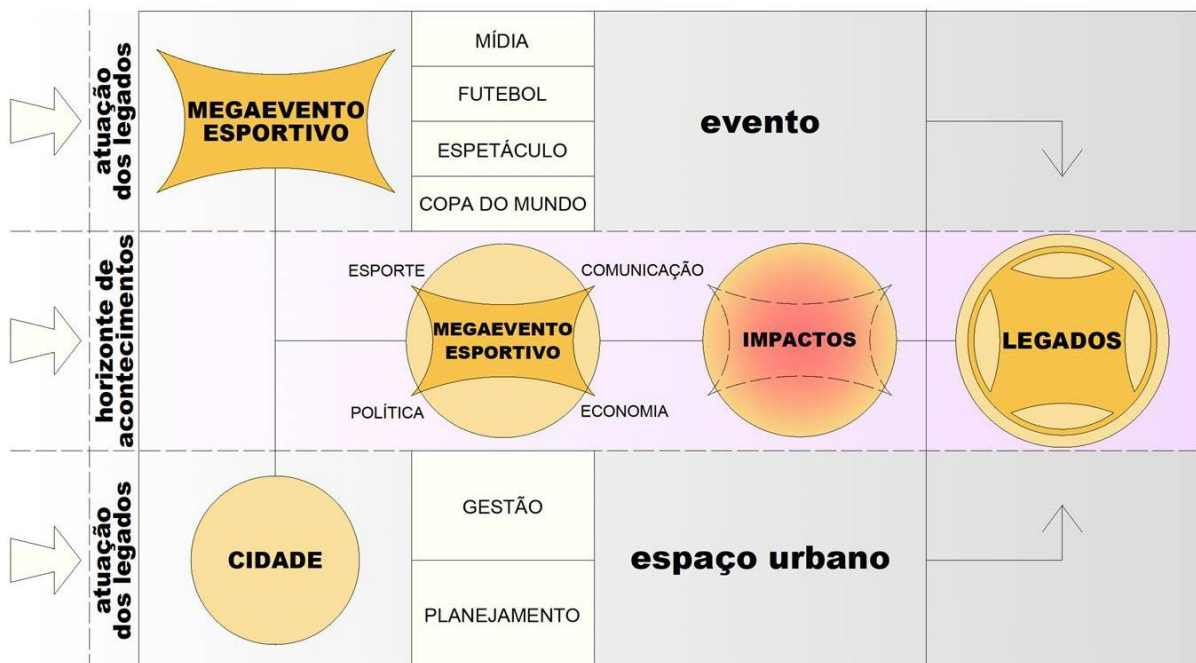 atuação
dos legados
MEGAEVENTO
ESPORTIVO
MÍDIA
FUTEBOL
ESPETÁCULO
COPA DO MUNDO
evento
horizonte de
acontecimentos
ESPORTE
COMUNICAÇÃO
MEGAEVENTO
ESPORTIVO
POLÍTICA
ECONOMIA
IMPACTOS
LEGADOS
atuação
dos legados
CIDADE
GESTÃO
PLANEJAMENTO
espaço urbano